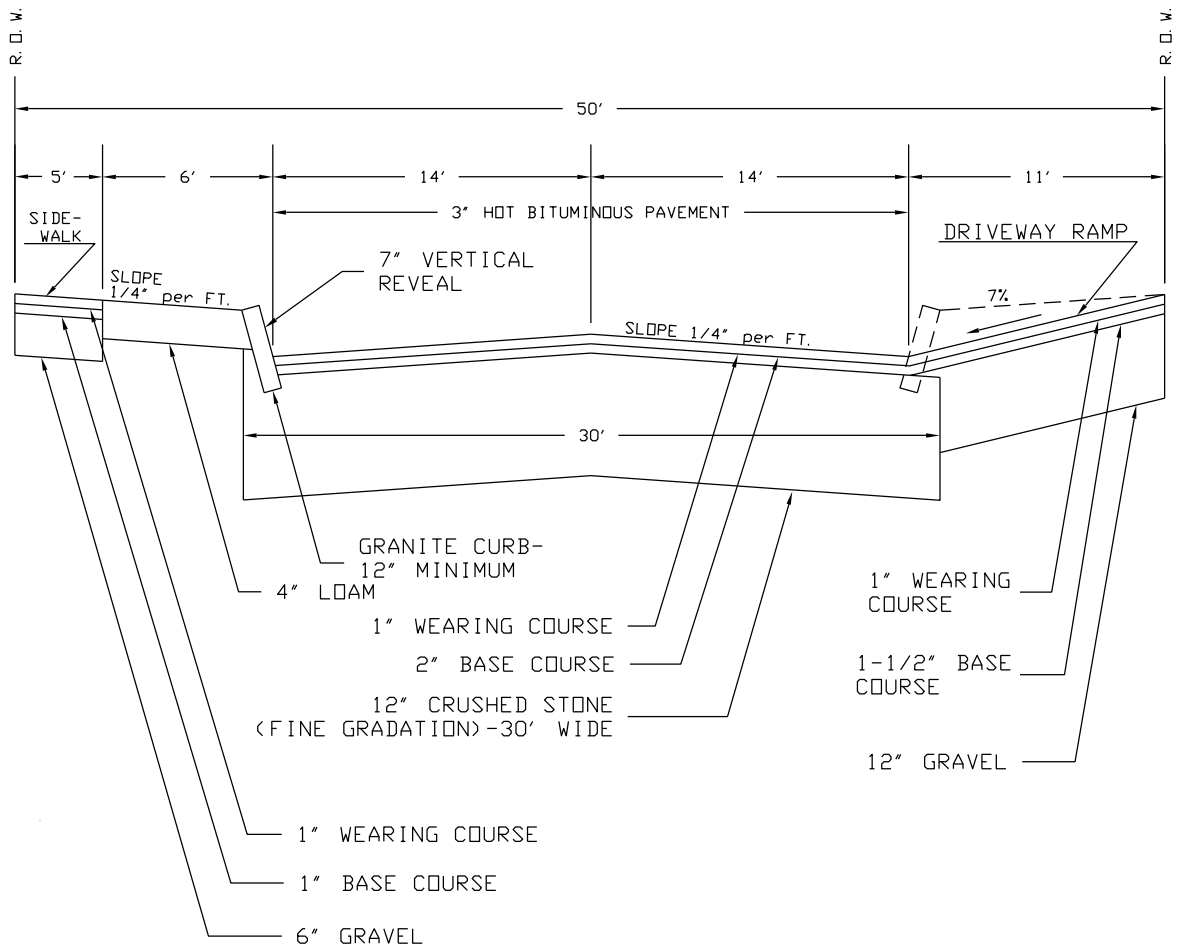 R.O.W.
R.O.W.
50'
5'
6'
14'
14'
11'
3" HOT BITUMINOUS PAVEMENT
SIDE-
WALK
DRIVEWAY RAMP
7" VERTICAL
REVEAL
SLOPE
1/4" per FT.
7%
SLOPE 1/4" per FT.
30'
GRANITE CURB-
12" MINIMUM
4" LOAM
1" WEARING
COURSE
1" WEARING COURSE
2" BASE COURSE
1-1/2" BASE
COURSE
12" CRUSHED STONE
(FINE GRADATION)-30' WIDE
12" GRAVEL
1" WEARING COURSE
1" BASE COURSE
6" GRAVEL